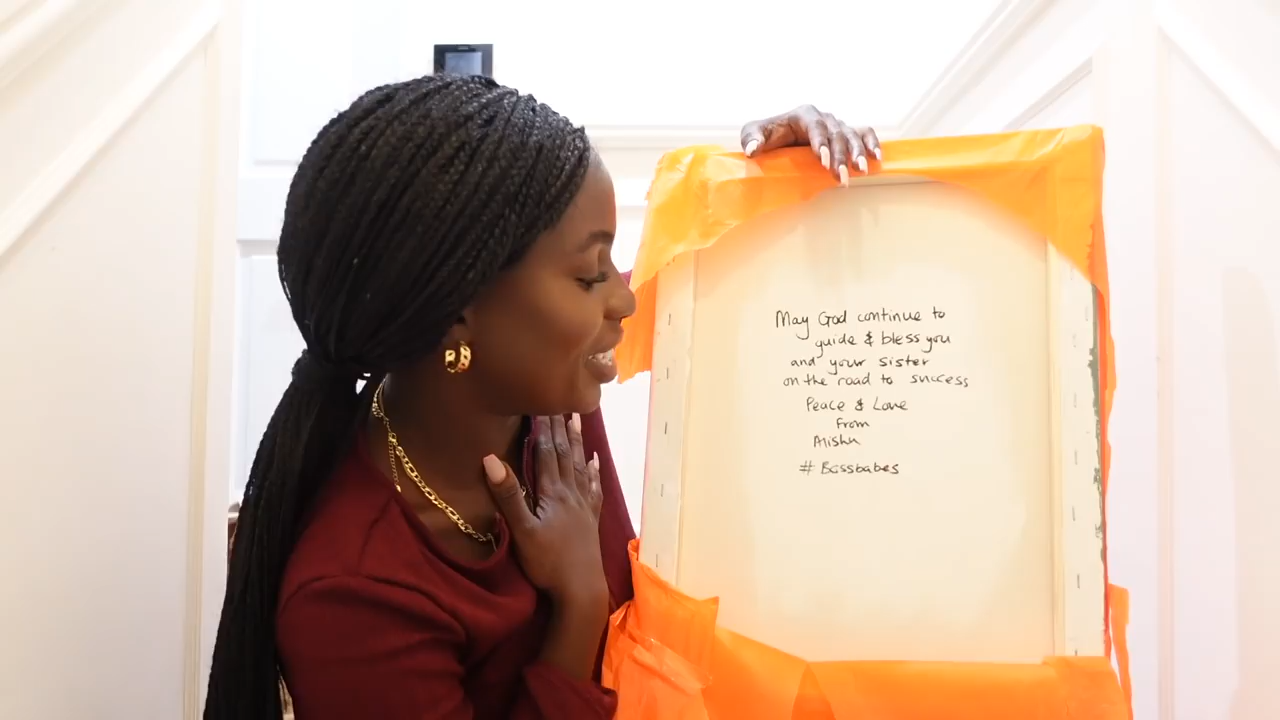 May God continue to
guide & bless you
and your sister
on the road to success
Peace & Love
From
Alisha
# Bossbabes